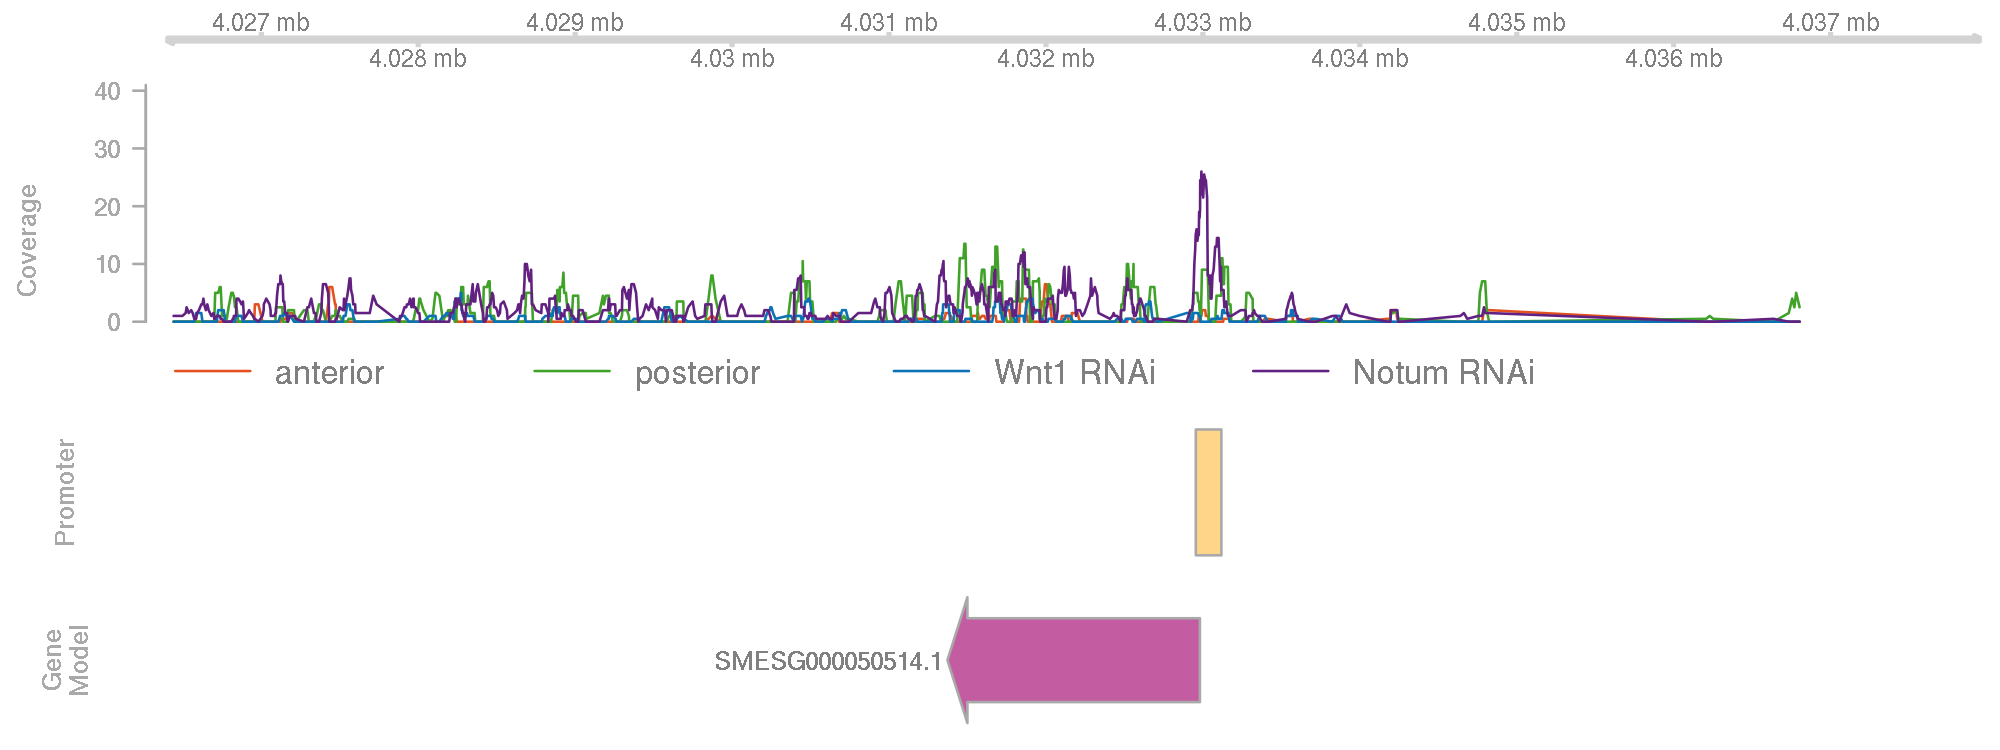 4.027 mb 4.029 mb 4.031 mb 4.033 mb 4.035 mb 4.037 mb
4.028 mb 4.03 mb 4.032 mb 4.034 mb 4.036 mb
40
30
20
10
0
Coverage
anterior posterior Wnt1 RNAi Notum RNAi
Promoter
Gene
Model
SMESG000050514.1